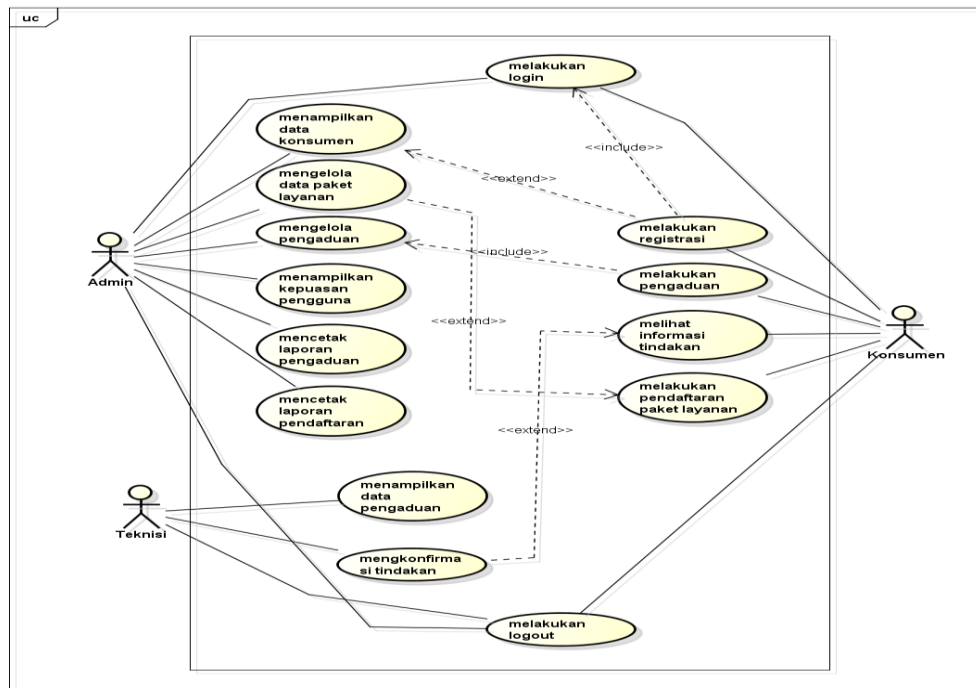 uc
melakukan
login
menampilkan
data
konsumen
<<include>>
<<extend>>
mengelola
data paket
layanan
melakukan
registrasi
mengelola
pengaduan
<<include>>
melakukan
pengaduan
Admin
menampilkan
kepuasan
pengguna
<<extend>>
melihat
informasi
tindakan
Konsumen
mencetak
laporan
pengaduan
melakukan
pendaftaran
paket layanan
mencetak
laporan
pendaftaran
<<extend>>
menampilkan
data
pengaduan
Teknisi
mengkonfirma
si tindakan
melakukan
logout